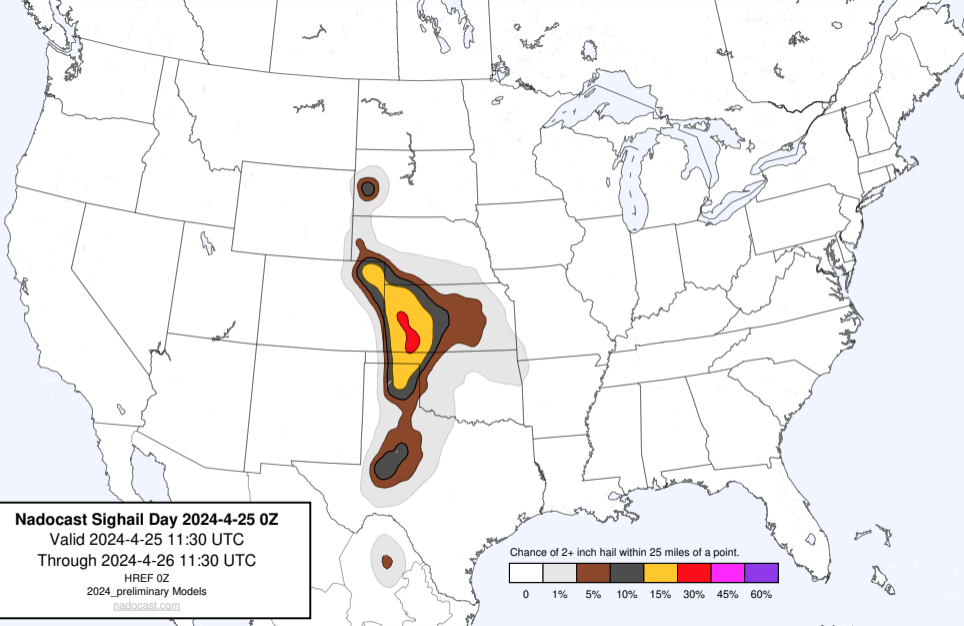 Nadocast Sighail Day 2024-4-25 0Z
Valid 2024-4-25 11:30 UTC
Through 2024-4-26 11:30 UTC
HREF 0Z
2024_preliminary Models
nadocast.com
Chance of 2+ inch hail within 25 miles of a point.
0 1% 5% 10% 15% 30% 45% 60%